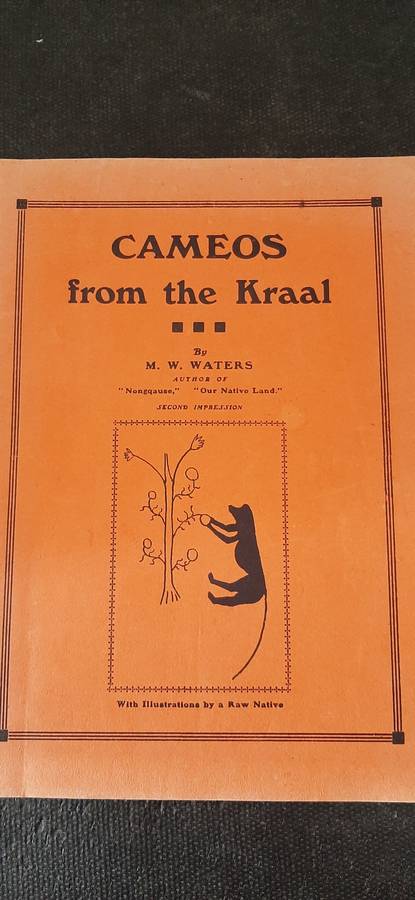 CAMEOS
from the Kraal
By
M. W. WATERS
AUTHOR OF
"Nongqause," "Our Native Land."
SECOND IMPRESSION
With Illustrations by a Raw Native